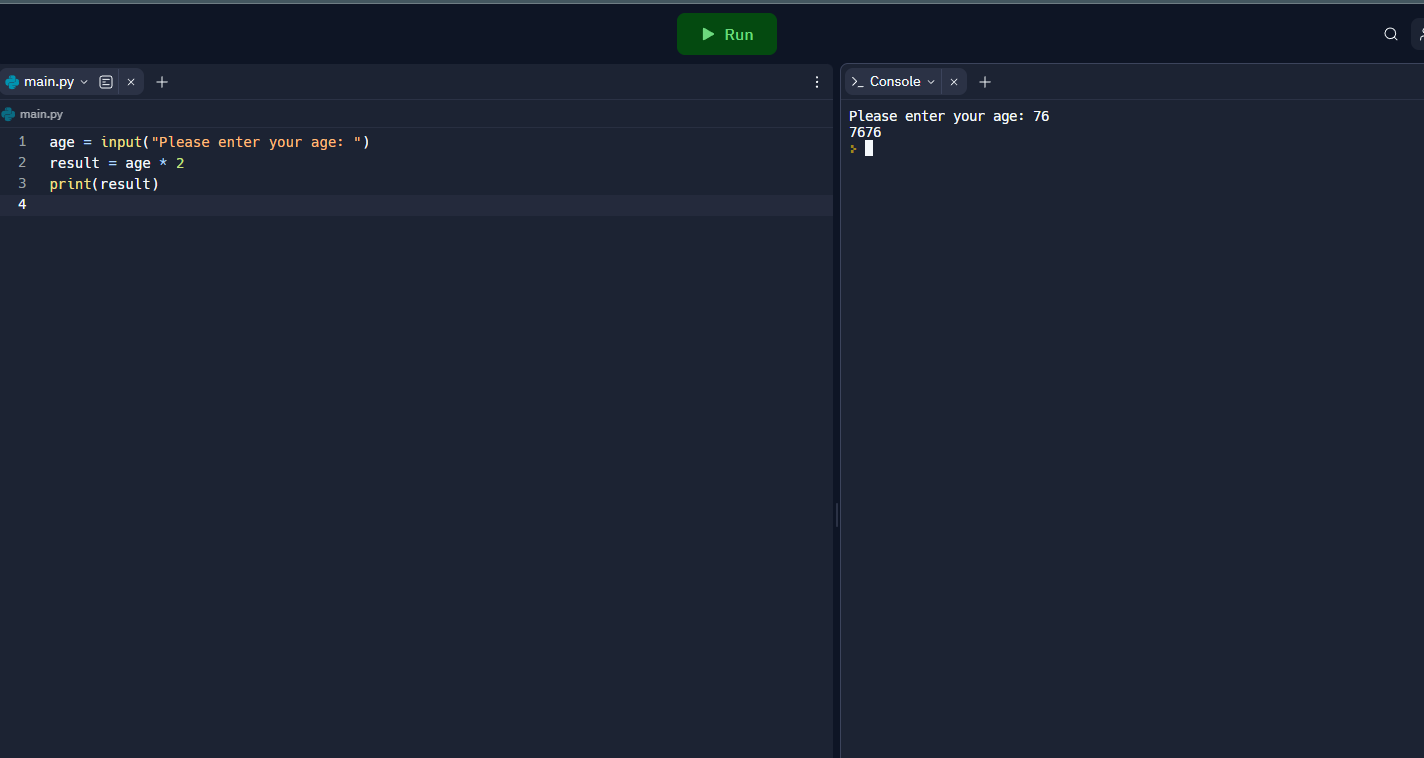 Run
main.py
main.py
1 age = input("Please enter your age: ")
2 result = age * 2
3 print(result)
4
>_ Console
Please enter your age: 76
7676